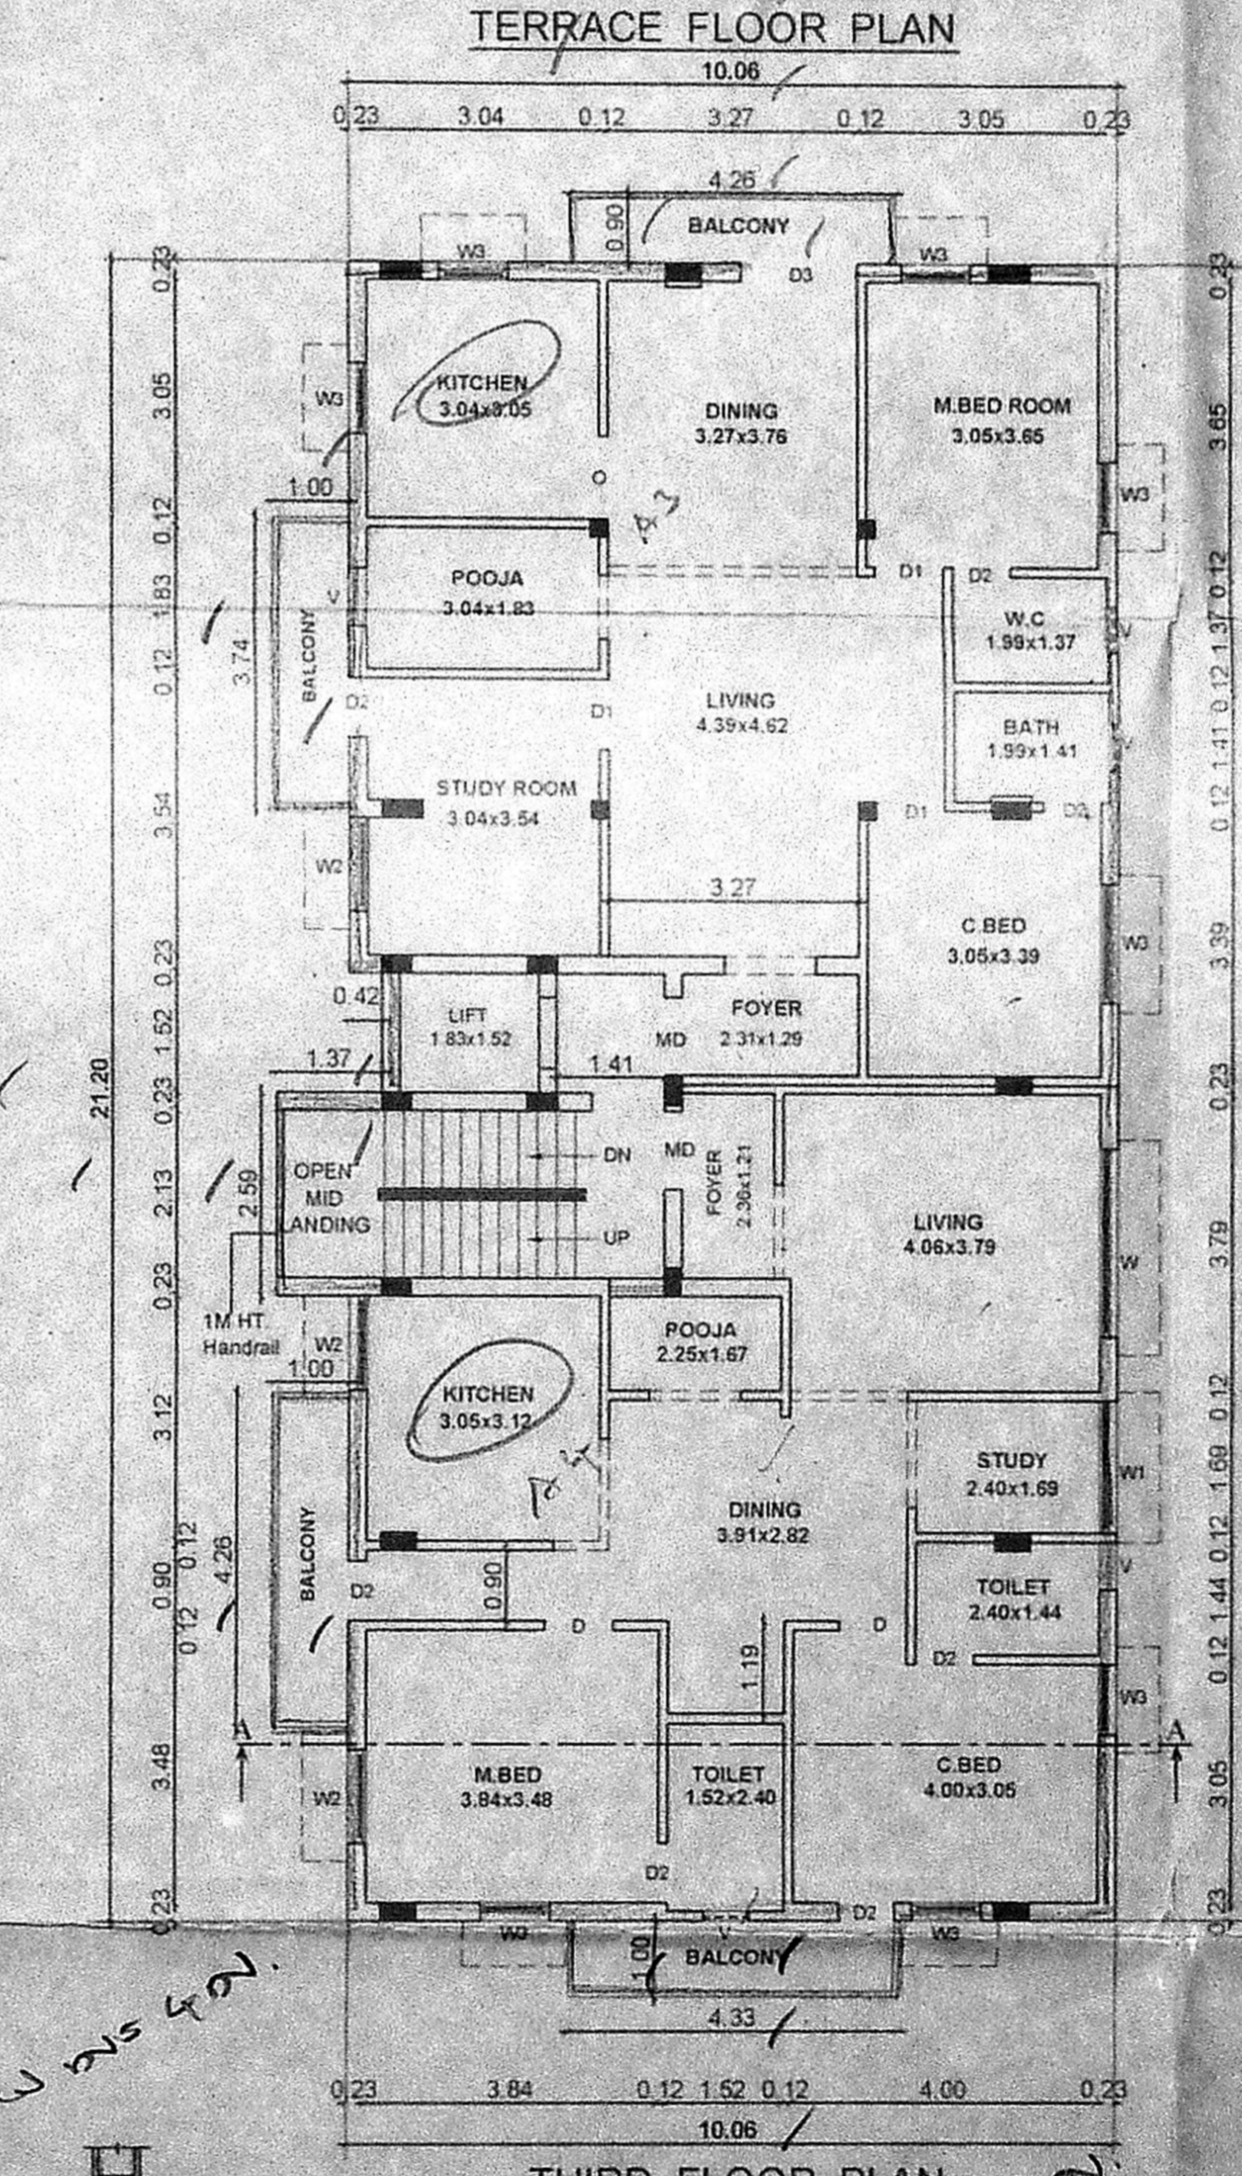 TERRACE FLOOR PLAN
10.06
0.23 3.04 0.12 3.27 0.12 3.05 0.23
4.26
0.90
BALCONY
W3
D3
W3
0.23
0.23
KITCHEN
3.04x3.05
DINING
3.27x3.76
M.BED ROOM
3.05x3.65
W3
3.05
3.65
1.00
W3
0.12
POOJA
3.04x1.83
D1
D2
0.12
V
1.83
BALCONY
3.74
W.C
1.99x1.37
V
1.37
0.12
D2
D1
LIVING
4.39x4.62
0.12
BATH
1.99x1.41
V
1.41
STUDY ROOM
3.04x3.54
3.54
D1
D2
0.12
W2
3.27
C.BED
3.05x3.39
W3
3.39
0.23
0.42
LIFT
1.83x1.52
FOYER
2.31x1.29
MD
1.52
1.37
1.41
21.20
0.23
0.23
OPEN
MID
LANDING
DN
UP
MD
FOYER
2.36x1.21
2.59
2.13
LIVING
4.06x3.79
W
3.79
0.23
1M HT.
Handrail
W2
1.00
POOJA
2.25x1.67
KITCHEN
3.05x3.12
3.12
0.12
STUDY
2.40x1.69
W1
1.69
DINING
3.91x2.82
BALCONY
4.26
0.12
0.90
0.12
D2
0.90
0.12
TOILET
2.40x1.44
V
1.44
D
D
D2
0.12
1.19
W3
A
A
M.BED
3.84x3.48
TOILET
1.52x2.40
C.BED
4.00x3.05
3.48
3.05
W2
D2
0.23
0.23
W3
V
D2
W3
1.00
BALCONY
4.33
0.23 3.84 0.12 1.52 0.12 4.00 0.23
10.06
THIRD FLOOR PLAN